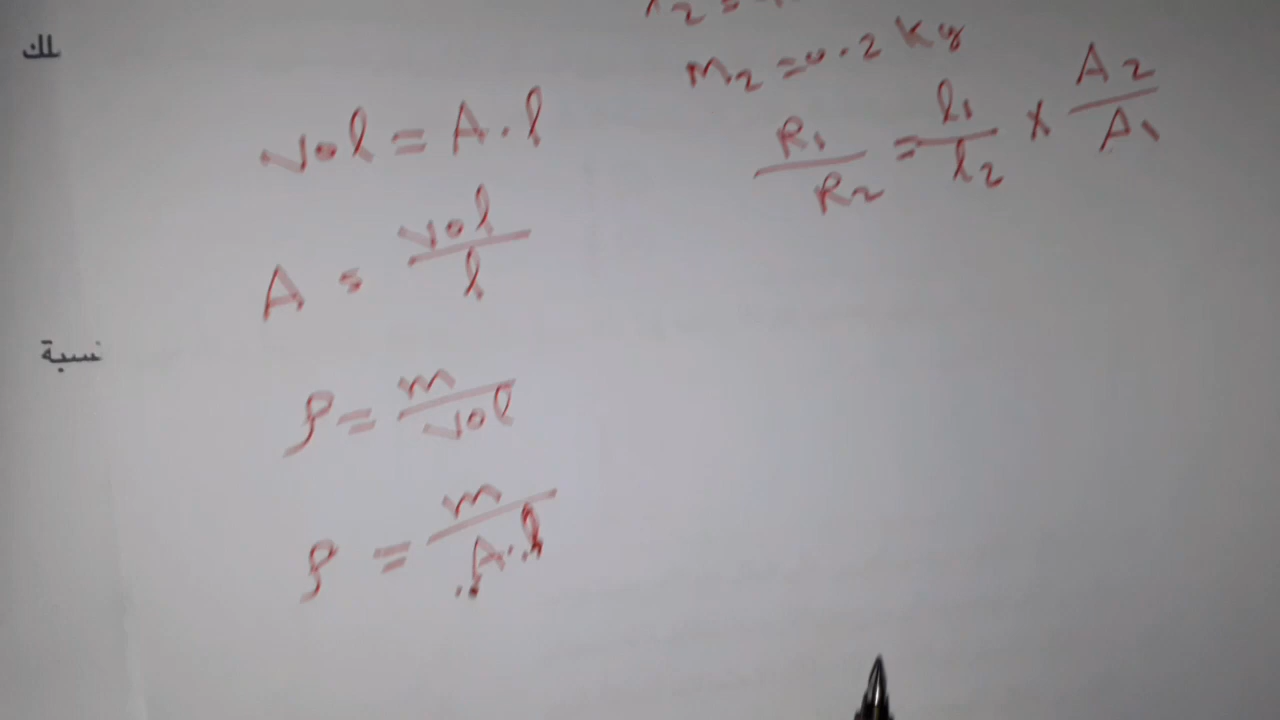 لك
m₂ = 0.2 Kg
R₁/R₂ = l₁/l₂ × A₂/A₁
Vol = A . l
A = Vol/l
نسبة
ρ = m/Vol
ρ = m/A.l